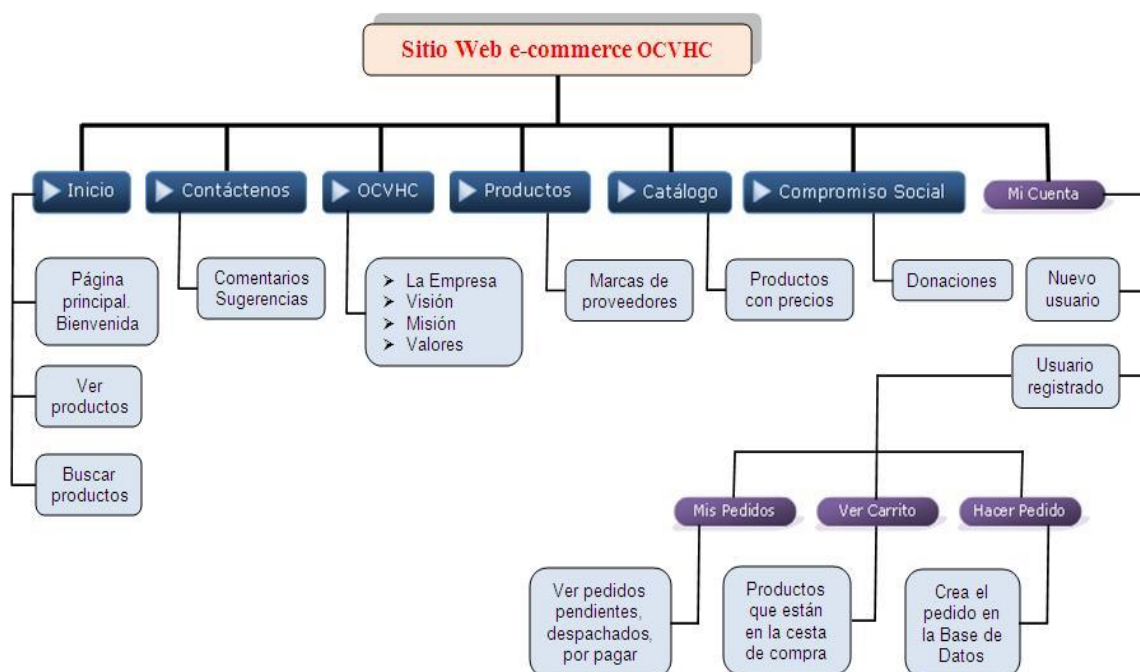 Sitio Web e-commerce OCVHC
Inicio
Contáctenos
OCVHC
Productos
Catálogo
Compromiso Social
Mi Cuenta
Página
principal.
Bienvenida
Comentarios
Sugerencias
La Empresa
Visión
Misión
Valores
Marcas de
proveedores
Productos
con precios
Donaciones
Nuevo
usuario
Ver
productos
Usuario
registrado
Buscar
productos
Mis Pedidos
Ver Carrito
Hacer Pedido
Ver pedidos
pendientes,
despachados,
por pagar
Productos
que están
en la cesta
de compra
Crea el
pedido en
la Base de
Datos